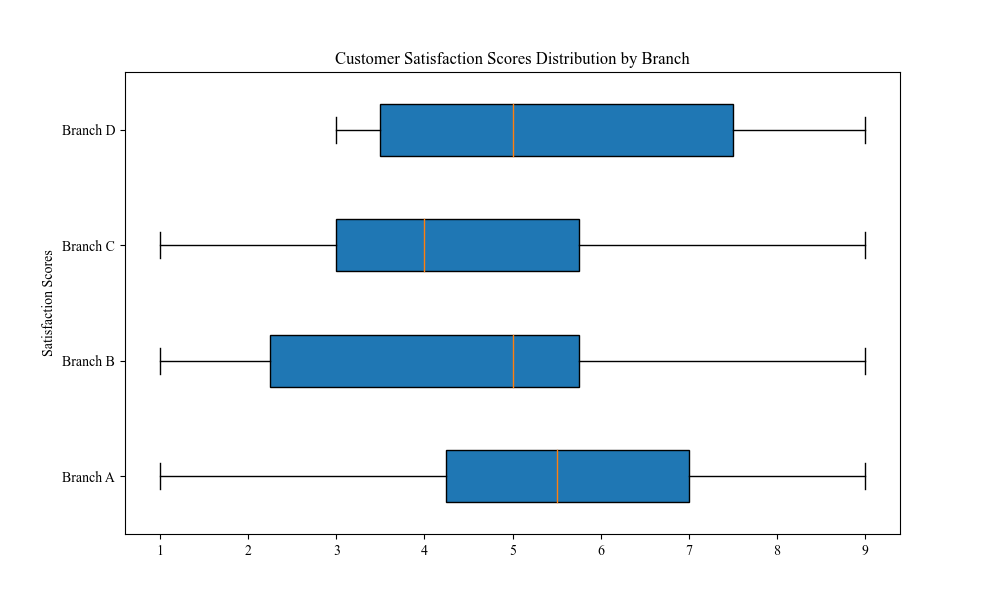 Customer Satisfaction Scores Distribution by Branch
Satisfaction Scores
Branch D
Branch C
Branch B
Branch A
1 2 3 4 5 6 7 8 9